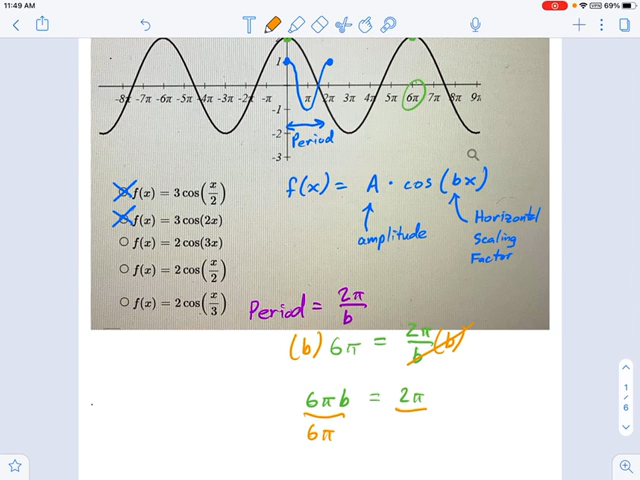 11:49 AM
69%
T
1
-8π -7π -6π -5π -4π -3π -2π -π π 2π 3π 4π 5π 6π 7π 8π 9π
-1
-2
Period
-3
f(x) = 3 cos(x/2)
f(x) = A · cos (bx)
f(x) = 3 cos(2x)
Horizontal
Scaling
Factor
amplitude
f(x) = 2 cos(3x)
f(x) = 2 cos(x/2)
f(x) = 2 cos(x/3)
Period = 2π/b
(b) 6π = 2π/b (b)
6πb = 2π
6π
1/6